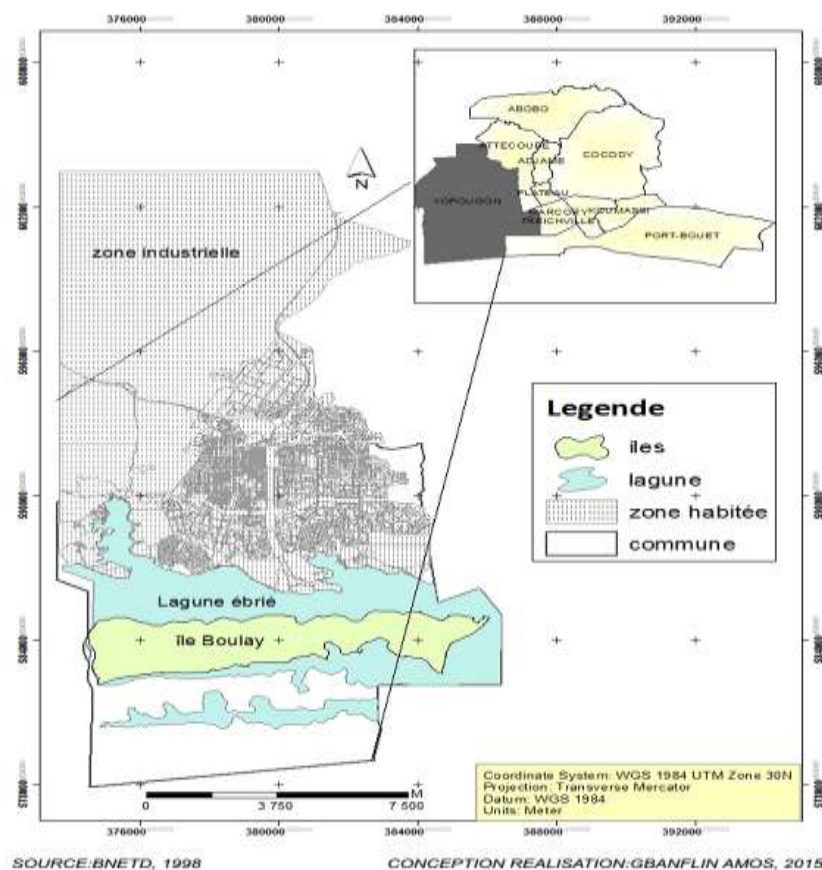 376000 380000 384000 388000 392000
N
ABOBO
ATTECOUBE
ADJAME
COCODY
PLATEAU
YOPOUGON
MARCORY
KOUMASSI
TREICHVILLE
PORT-BOUET
zone industrielle
Legende
îles
lagune
zone habitée
commune
Lagune ébrié
île Boulay
M
0 3 750 7 500
Coordinate System: WGS 1984 UTM Zone 30N
Projection: Transverse Mercator
Datum: WGS 1984
Units: Meter
376000 380000 384000 388000 392000
SOURCE:BNETD, 1998 CONCEPTION REALISATION:GBANFLIN AMOS, 2015